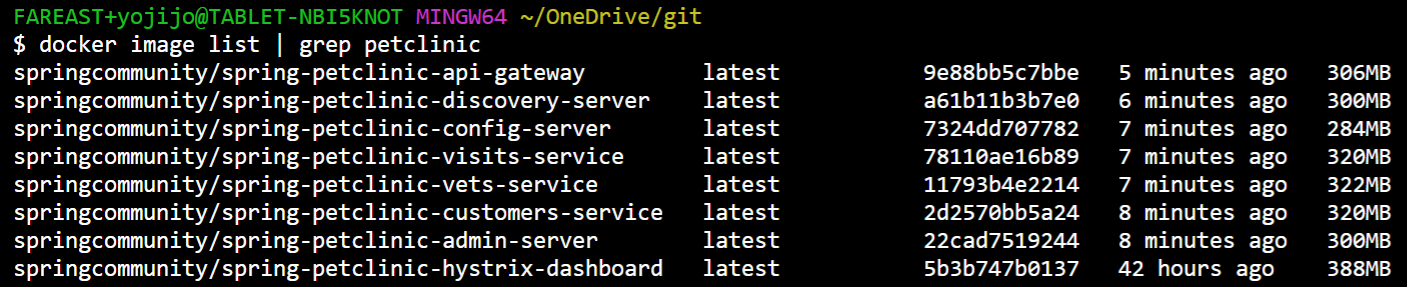 FAREAST+yojijo@TABLET-NBI5KNOT MINGW64 ~/OneDrive/git
$ docker image list | grep petclinic
springcommunity/spring-petclinic-api-gateway latest 9e88bb5c7bbe 5 minutes ago 306MB
springcommunity/spring-petclinic-discovery-server latest a61b11b3b7e0 6 minutes ago 300MB
springcommunity/spring-petclinic-config-server latest 7324dd707782 7 minutes ago 284MB
springcommunity/spring-petclinic-visits-service latest 78110ae16b89 7 minutes ago 320MB
springcommunity/spring-petclinic-vets-service latest 11793b4e2214 7 minutes ago 322MB
springcommunity/spring-petclinic-customers-service latest 2d2570bb5a24 8 minutes ago 320MB
springcommunity/spring-petclinic-admin-server latest 22cad7519244 8 minutes ago 300MB
springcommunity/spring-petclinic-hystrix-dashboard latest 5b3b747b0137 42 hours ago 388MB